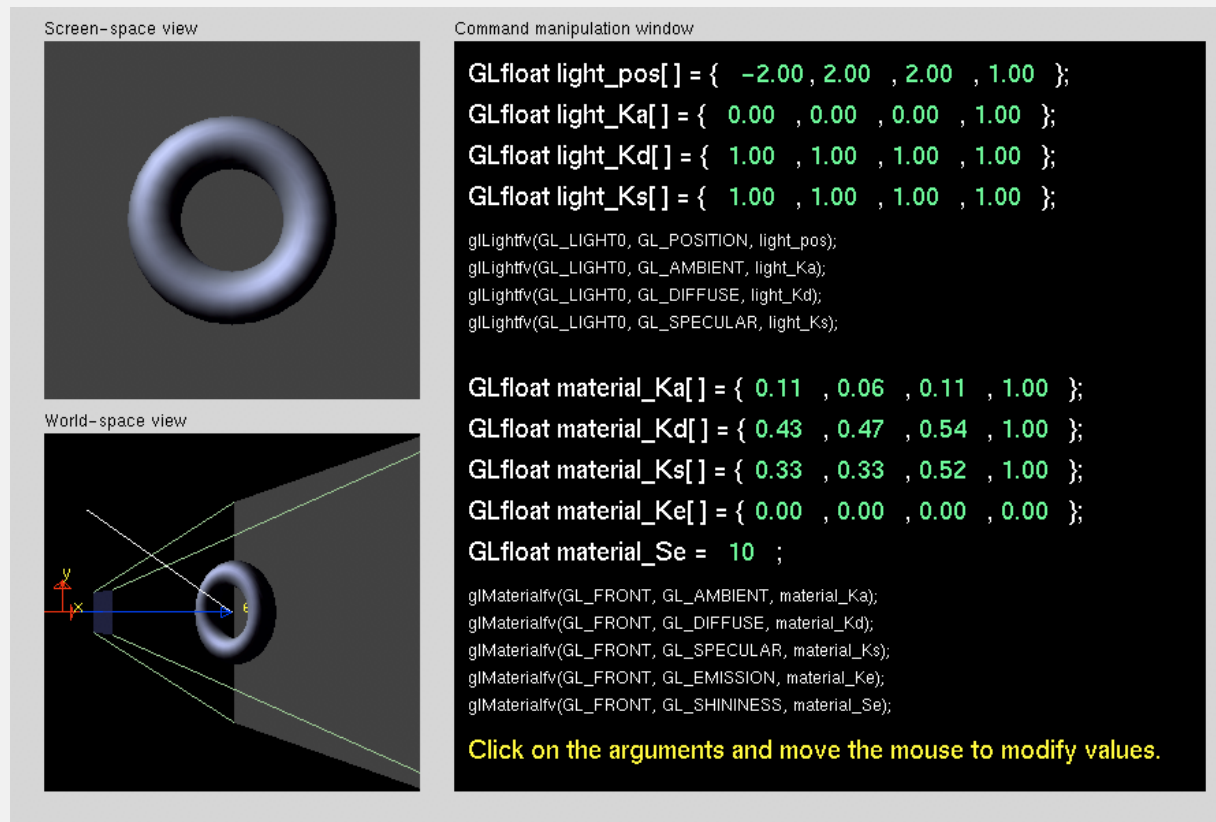 Screen-space view
Command manipulation window
GLfloat light_pos[ ] = { -2.00 , 2.00 , 2.00 , 1.00 };
GLfloat light_Ka[ ] = { 0.00 , 0.00 , 0.00 , 1.00 };
GLfloat light_Kd[ ] = { 1.00 , 1.00 , 1.00 , 1.00 };
GLfloat light_Ks[ ] = { 1.00 , 1.00 , 1.00 , 1.00 };
glLightfv(GL_LIGHT0, GL_POSITION, light_pos);
glLightfv(GL_LIGHT0, GL_AMBIENT, light_Ka);
glLightfv(GL_LIGHT0, GL_DIFFUSE, light_Kd);
glLightfv(GL_LIGHT0, GL_SPECULAR, light_Ks);
GLfloat material_Ka[ ] = { 0.11 , 0.06 , 0.11 , 1.00 };
GLfloat material_Kd[ ] = { 0.43 , 0.47 , 0.54 , 1.00 };
GLfloat material_Ks[ ] = { 0.33 , 0.33 , 0.52 , 1.00 };
GLfloat material_Ke[ ] = { 0.00 , 0.00 , 0.00 , 0.00 };
GLfloat material_Se = 10 ;
glMaterialfv(GL_FRONT, GL_AMBIENT, material_Ka);
glMaterialfv(GL_FRONT, GL_DIFFUSE, material_Kd);
glMaterialfv(GL_FRONT, GL_SPECULAR, material_Ks);
glMaterialfv(GL_FRONT, GL_EMISSION, material_Ke);
glMaterialfv(GL_FRONT, GL_SHININESS, material_Se);
Click on the arguments and move the mouse to modify values.
World-space view
y
x